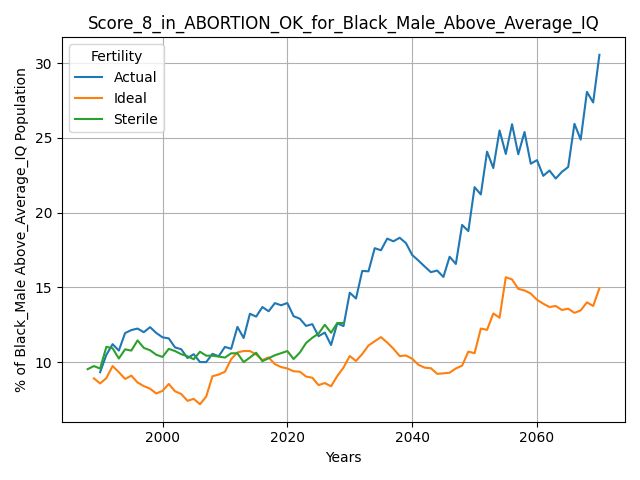 Score_8_in_ABORTION_OK_for_Black_Male_Above_Average_IQ
Fertility
Actual
Ideal
Sterile
% of Black_Male Above_Average_IQ Population
30
25
20
15
10
2000
2020
2040
2060
Years